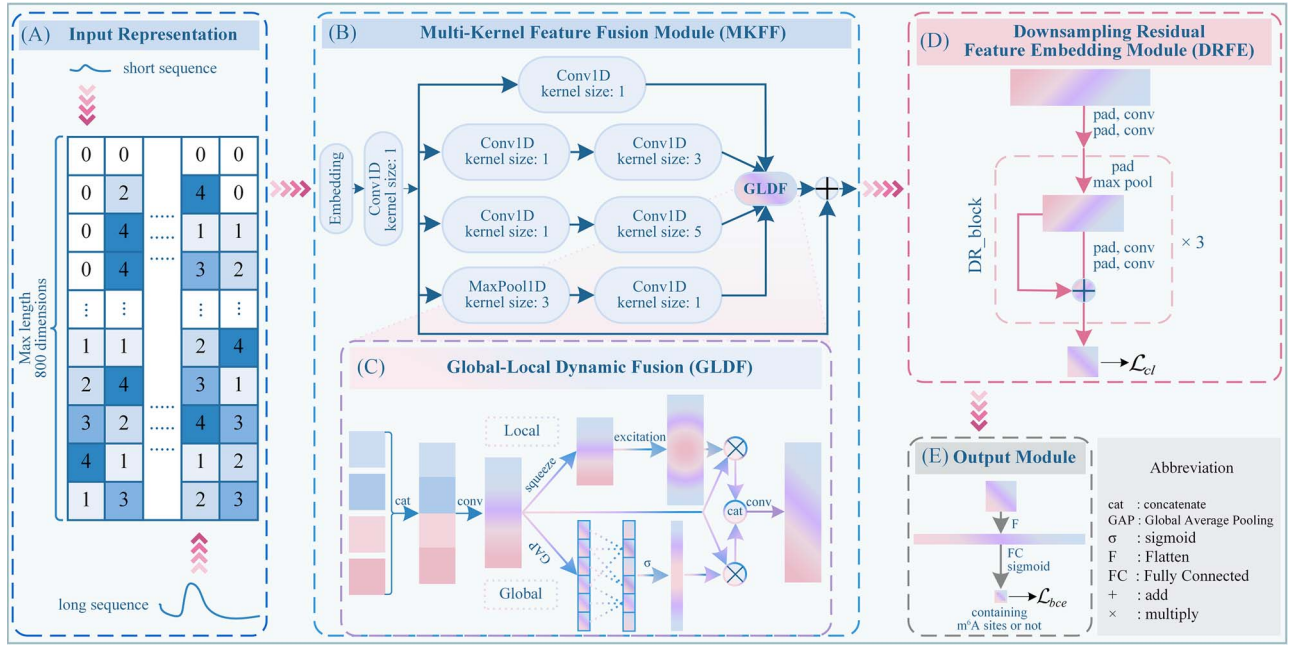 (A) Input Representation
short sequence
0 0 0 0
0 2 4 0
0 4 ...... 1 1
0 4 ...... 3 2
⋮ ⋮ ⋮ ⋮
1 1 2 4
2 4 3 1
3 2 ...... 4 3
4 1 ...... 1 2
1 3 2 3
Max length
800 dimensions
long sequence
(B) Multi-Kernel Feature Fusion Module (MKFF)
Embedding
Conv1D
kernel size: 1
Conv1D
kernel size: 1
Conv1D
kernel size: 1
Conv1D
kernel size: 3
Conv1D
kernel size: 1
Conv1D
kernel size: 5
MaxPool1D
kernel size: 3
Conv1D
kernel size: 1
GLDF
+
(C) Global-Local Dynamic Fusion (GLDF)
cat
conv
Local
squeeze
excitation
GAP
Global
σ
×
cat
×
conv
(D) Downsampling Residual
Feature Embedding Module (DRFE)
pad, conv
pad, conv
pad
max pool
DR_block
pad, conv
pad, conv
× 3
+
ℒcl
(E) Output Module
F
FC
sigmoid
ℒbce
containing
m⁶A sites or not
Abbreviation
cat : concatenate
GAP : Global Average Pooling
σ : sigmoid
F : Flatten
FC : Fully Connected
+ : add
× : multiply